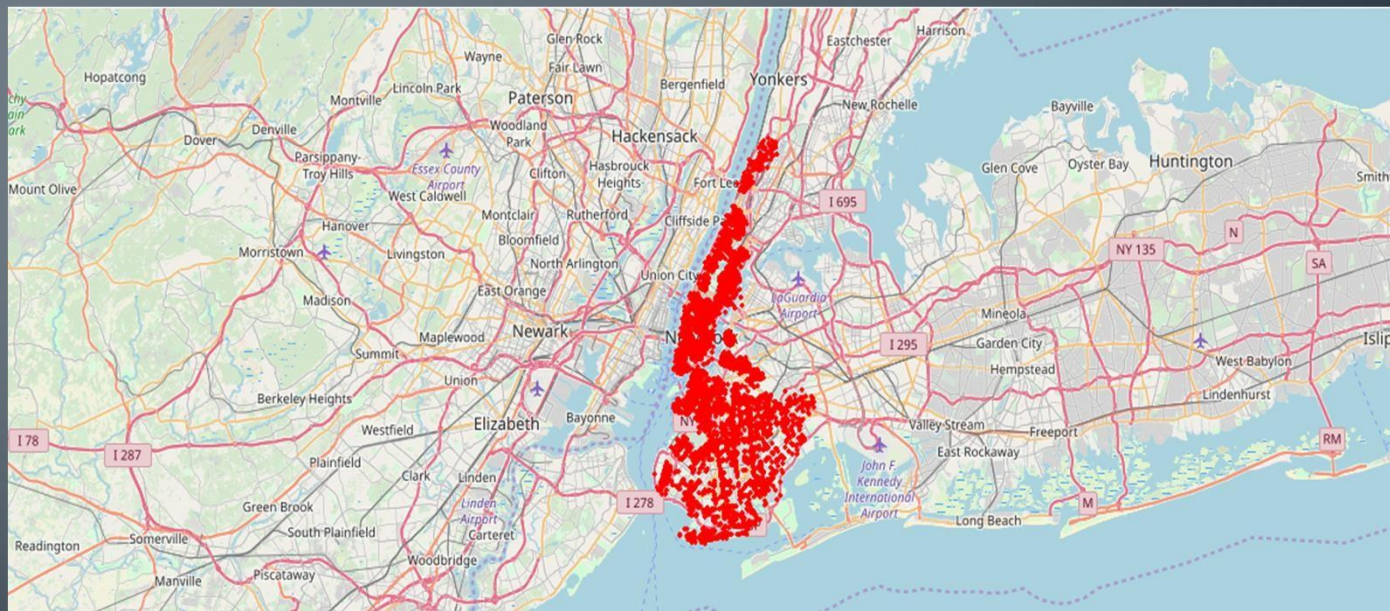 Harrison
Glen Rock
Eastchester
Wayne
Fair Lawn
Hopatcong
Yonkers
Bergenfield
Lincoln Park
Paterson
Montville
New Rochelle
Bayville
Woodland
Park
Denville
Hackensack
Dover
Parsippany-
Troy Hills
Essex County
Airport
Clifton
Hasbrouck
Heights
Glen Cove
Oyster Bay
Huntington
Mount Olive
Fort Lee
West Caldwell
I 695
Montclair
Rutherford
Cliffside
Hanover
Bloomfield
N
Morristown
Livingston
North Arlington
NY 135
SA
Union City
East Orange
LaGuardia
Airport
Madison
Mineola
Newark
Maplewood
I 295
Garden City
Summit
West Babylon
Hempstead
Union
Berkeley Heights
Lindenhurst
Bayonne
Elizabeth
NY
Valley Stream
Westfield
Freeport
I 78
I 287
RM
East Rockaway
Plainfield
John F.
Kennedy
International
Airport
Clark
Linden
I 278
M
Green Brook
Linden
Airport
Long Beach
South Plainfield
Carteret
Readington
Somerville
Woodbridge
Manville
Piscataway